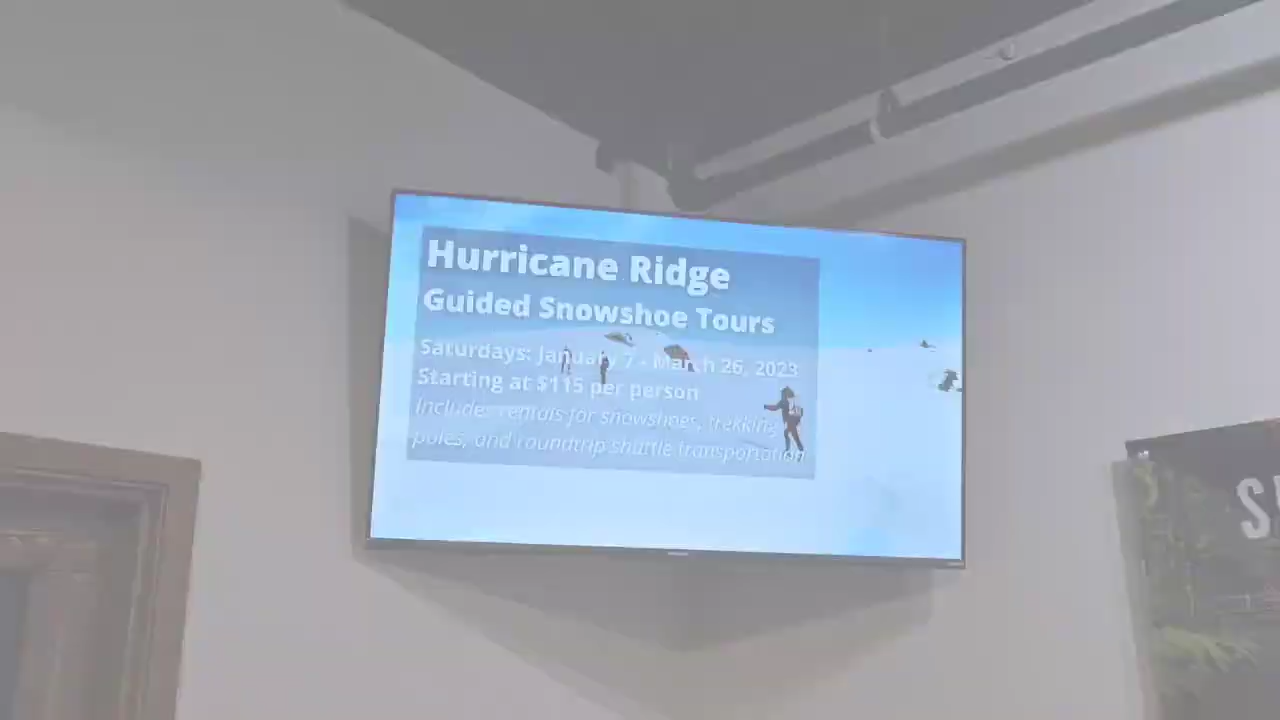 Hurricane Ridge
Guided Snowshoe Tours
Saturdays: January 7 - March 26, 2023
Starting at $115 per person
Includes rentals for snowshoes, trekking
poles, and roundtrip shuttle transportation